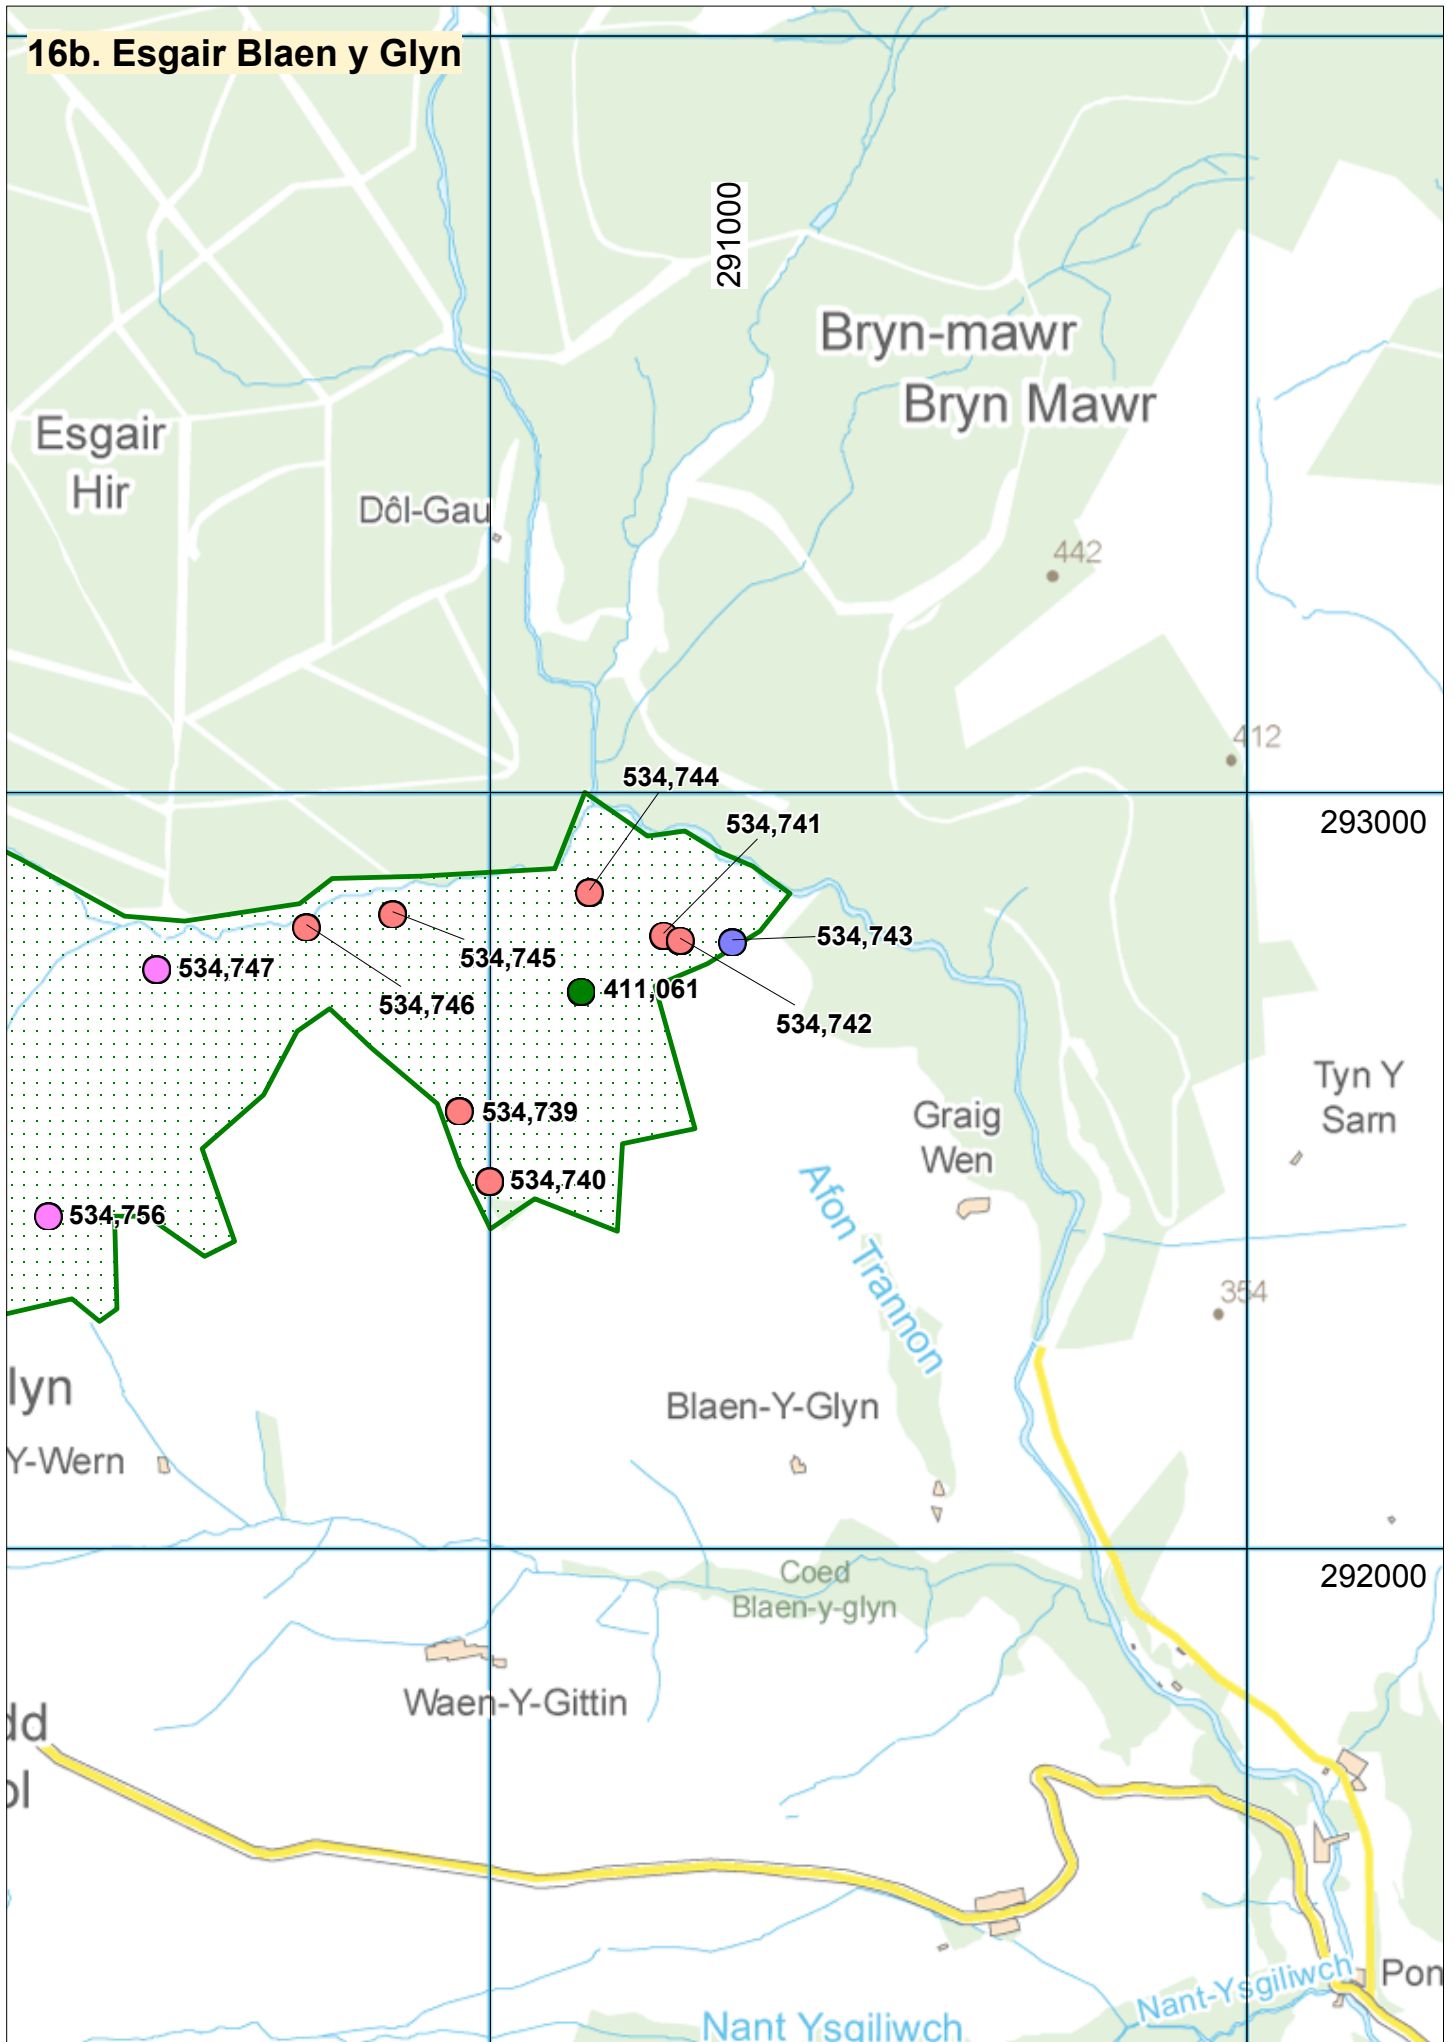 16b. Esgair Blaen y Glyn
291000
Bryn-mawr
Bryn Mawr
Esgair
Hir
Dôl-Gau
442
412
534,744
534,741
293000
534,743
534,745
534,747
411,061
534,746
534,742
Tyn Y
Sarn
534,739
Graig
Wen
534,740
534,756
Afon Trannon
354
lyn
Blaen-Y-Glyn
Y-Wern
292000
Coed
Blaen-y-glyn
Waen-Y-Gittin
dd
ol
Pon
Nant-Ysgiliwch
Nant Ysgiliwch